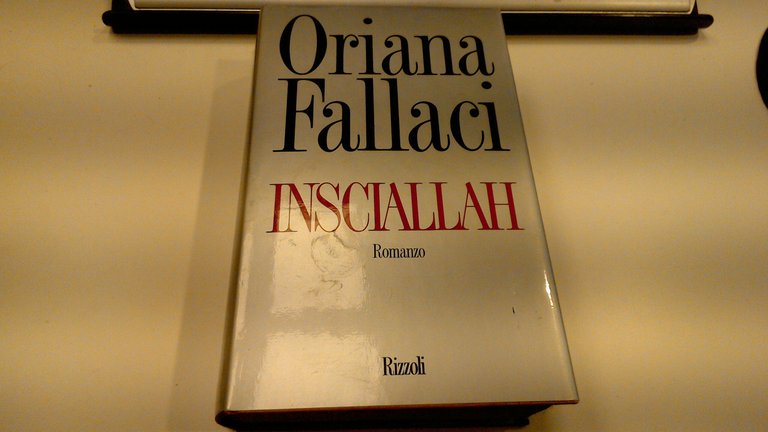 Oriana
Fallaci
INSCIALLAH
Romanzo
Rizzoli